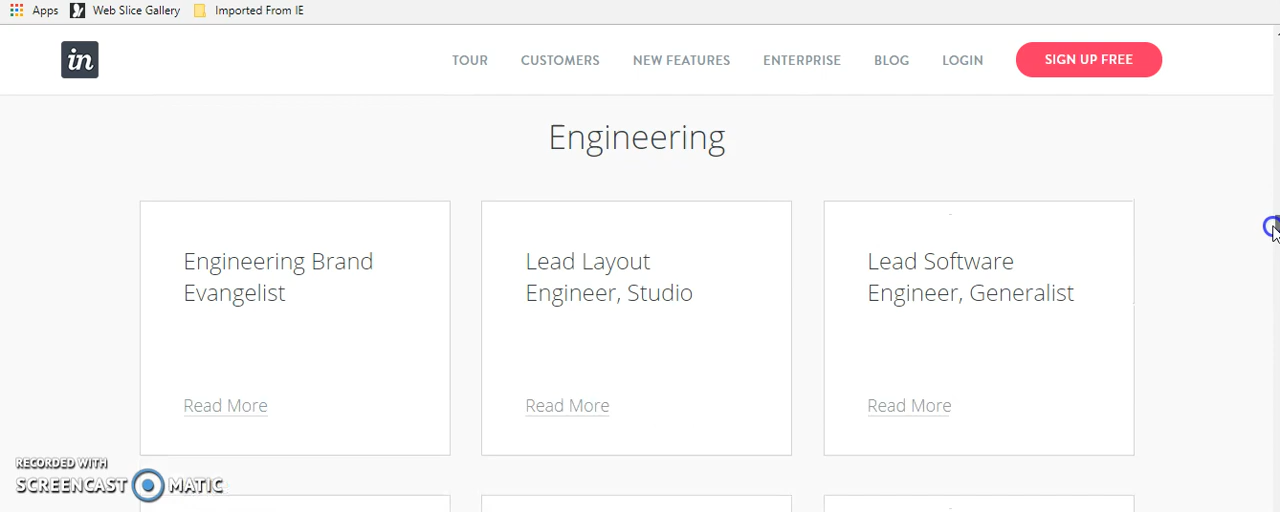 Apps Web Slice Gallery Imported From IE
in TOUR CUSTOMERS NEW FEATURES ENTERPRISE BLOG LOGIN SIGN UP FREE
Engineering
Engineering Brand
Evangelist
Read More
Lead Layout
Engineer, Studio
Read More
Lead Software
Engineer, Generalist
Read More
RECORDED WITH
SCREENCAST MATIC